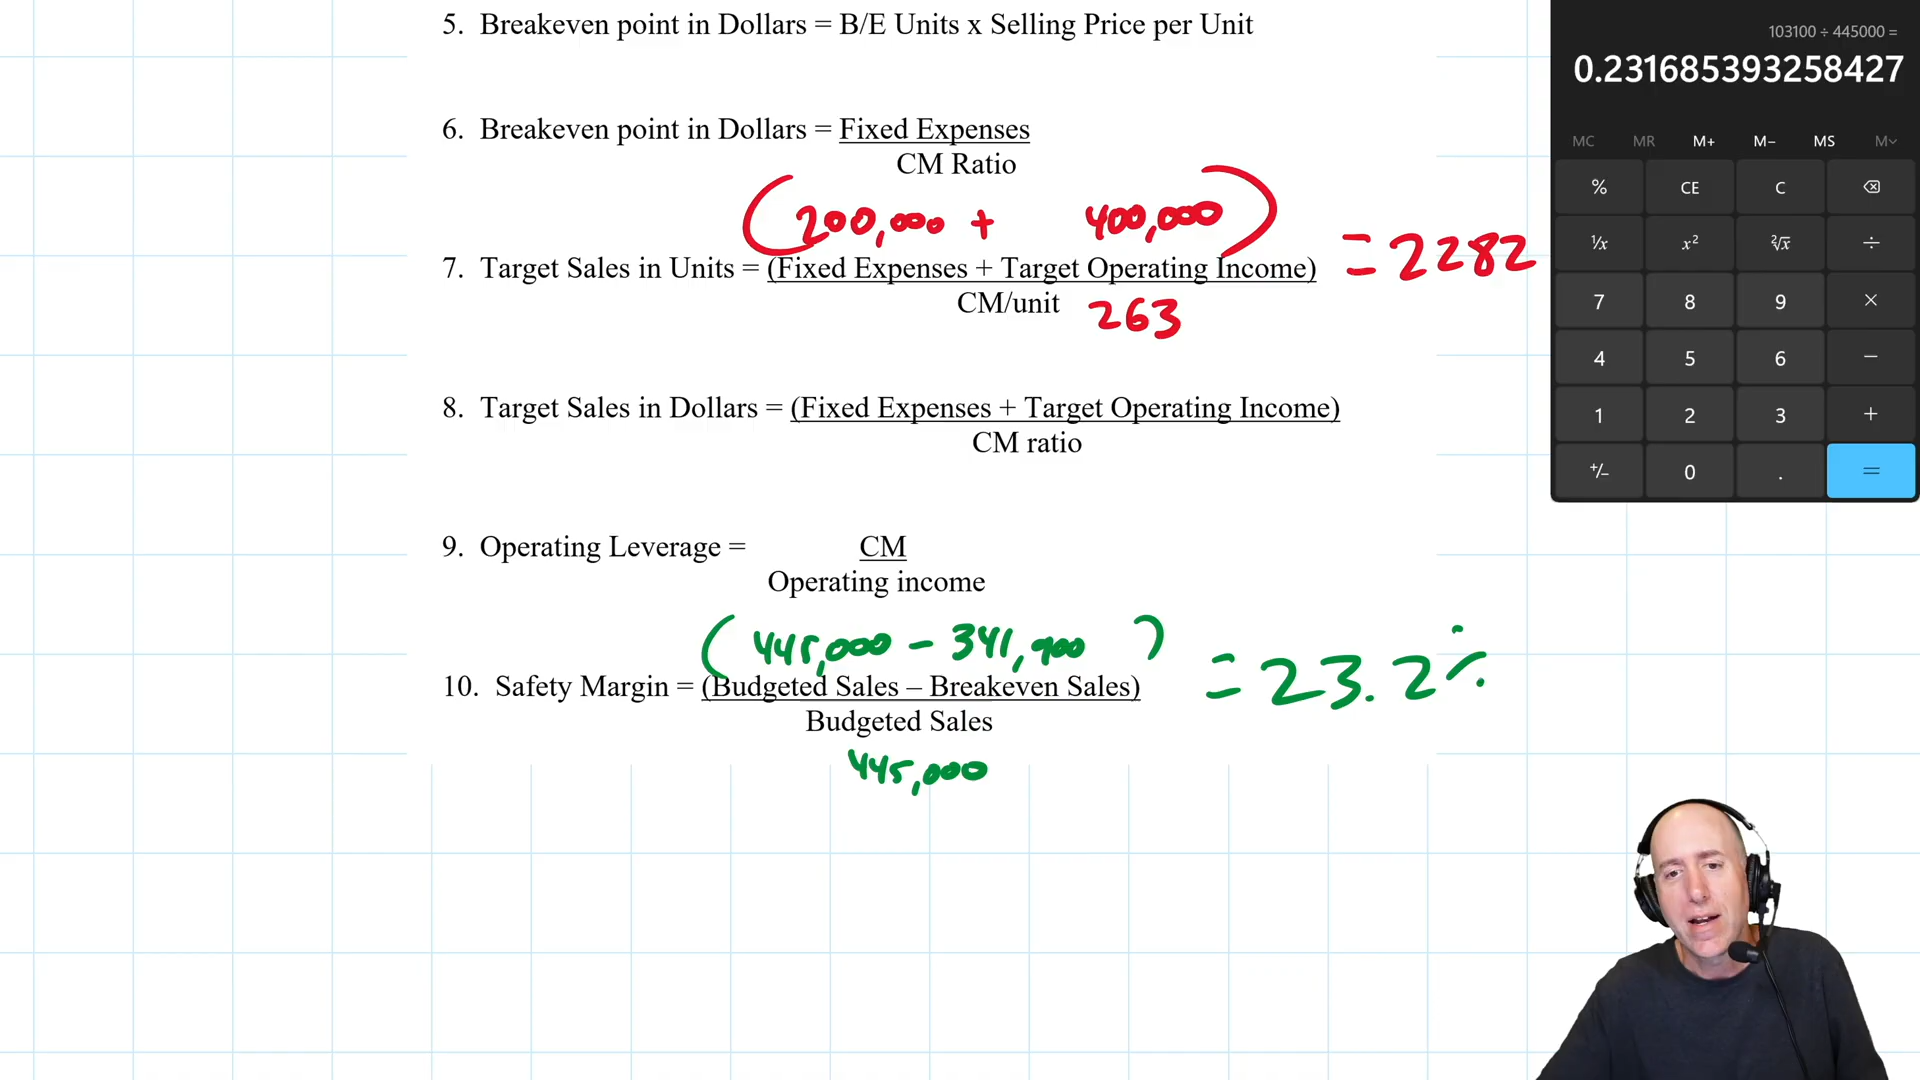 5. Breakeven point in Dollars = B/E Units x Selling Price per Unit
6. Breakeven point in Dollars = Fixed Expenses
CM Ratio
(200,000 + 400,000)
7. Target Sales in Units = (Fixed Expenses + Target Operating Income) = 2282
CM/unit 263
8. Target Sales in Dollars = (Fixed Expenses + Target Operating Income)
CM ratio
9. Operating Leverage = CM
Operating income
(445,000 - 341,900)
10. Safety Margin = (Budgeted Sales – Breakeven Sales) = 23.2%
Budgeted Sales
445,000
103100 ÷ 445000 =
0.231685393258427
MC MR M+ M− MS M˅
% CE C ⌫
¹/x x² ²√x ÷
7 8 9 ×
4 5 6 −
1 2 3 +
+/− 0 . =